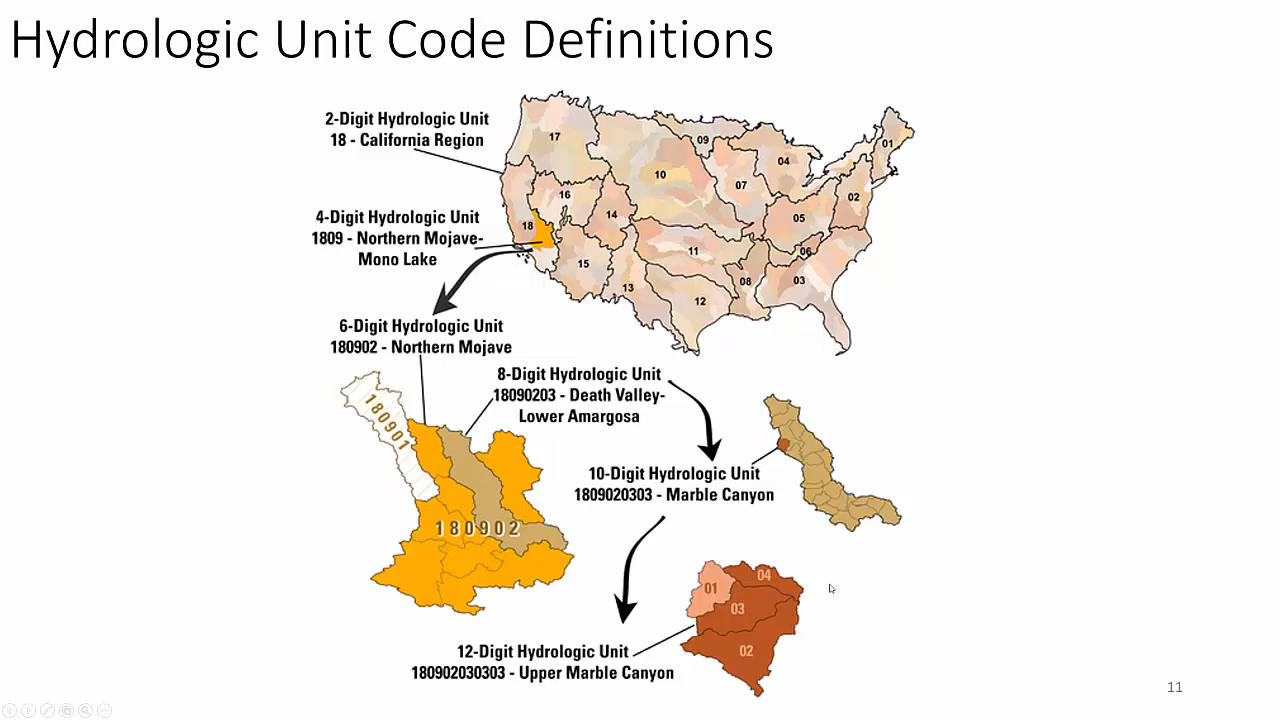 Hydrologic Unit Code Definitions
2-Digit Hydrologic Unit
18 - California Region
4-Digit Hydrologic Unit
1809 - Northern Mojave-
Mono Lake
17
09
01
04
10
07
16
02
14
05
18
11
06
15
08
03
13
12
6-Digit Hydrologic Unit
180902 - Northern Mojave
8-Digit Hydrologic Unit
18090203 - Death Valley-
Lower Amargosa
180901
10-Digit Hydrologic Unit
1809020303 - Marble Canyon
180902
01
04
03
02
12-Digit Hydrologic Unit
180902030303 - Upper Marble Canyon
11